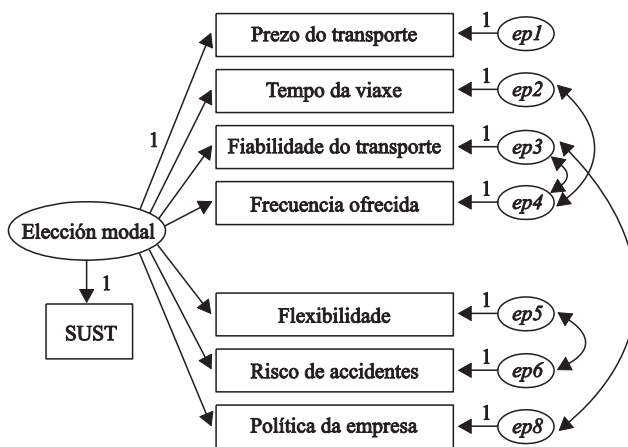 1 Prezo do transporte 1 ep1
Tempo da viaxe 1 ep2
1 Fiabilidade do transporte 1 ep3
Frecuencia ofrecida 1 ep4
Elección modal
1
SUST
Flexibilidade 1 ep5
Risco de accidentes 1 ep6
Política da empresa 1 ep8